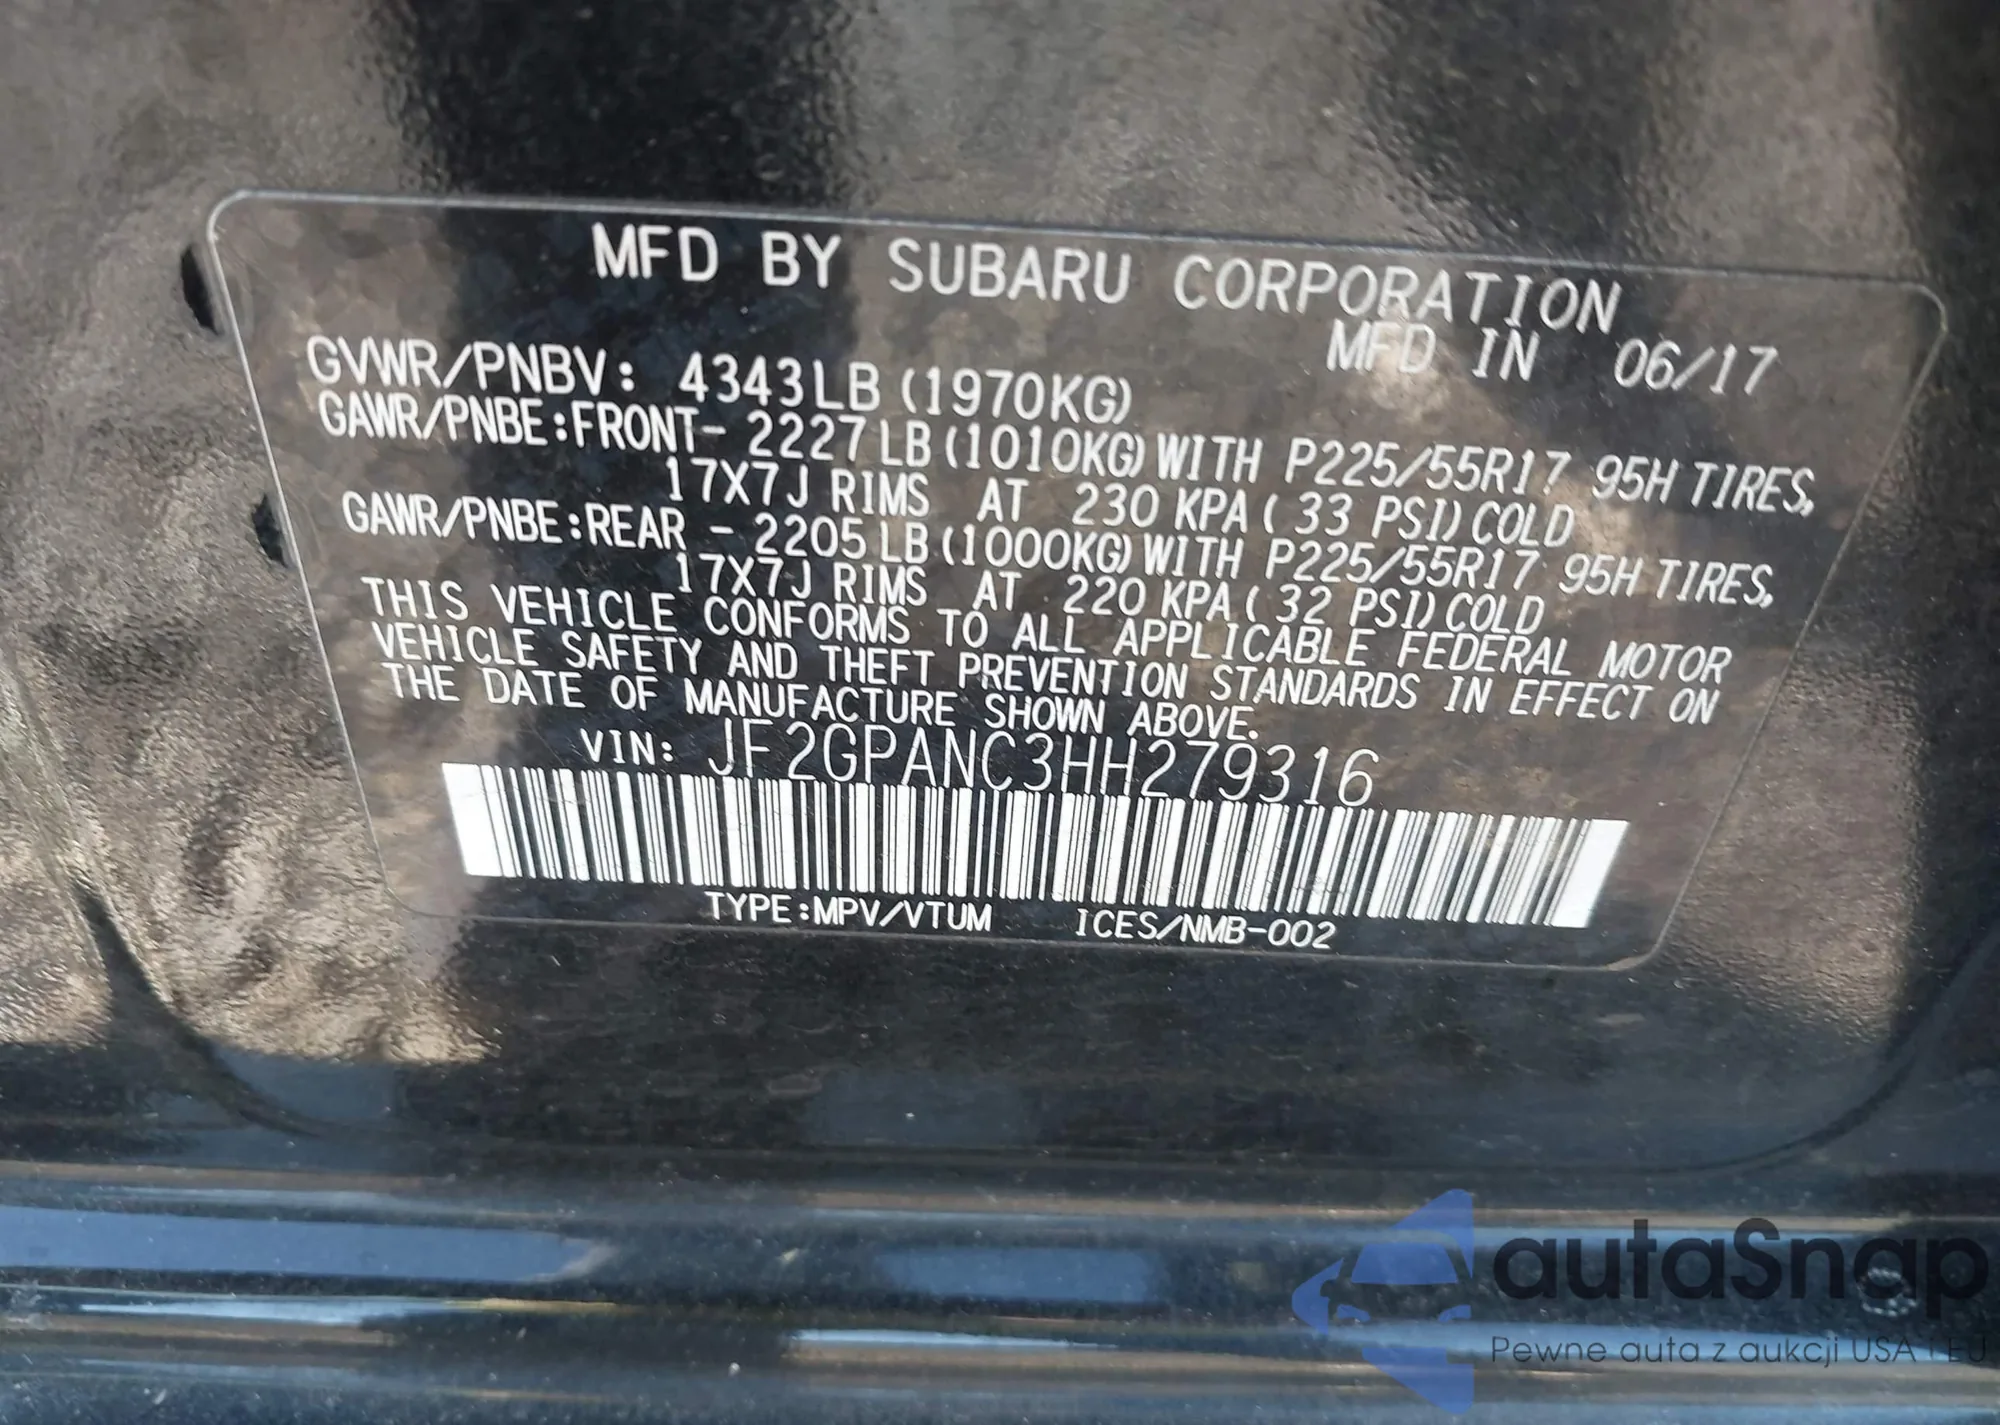 MFD BY SUBARU CORPORATION
MFD IN 06/17
GVWR/PNBV: 4343LB (1970KG)
GAWR/PNBE:FRONT- 2227LB(1010KG)WITH P225/55R17 95H TIRES,
17X7J RIMS AT 230 KPA( 33 PSI)COLD
GAWR/PNBE:REAR - 2205LB(1000KG)WITH P225/55R17 95H TIRES,
17X7J RIMS AT 220 KPA( 32 PSI)COLD
THIS VEHICLE CONFORMS TO ALL APPLICABLE FEDERAL MOTOR
VEHICLE SAFETY AND THEFT PREVENTION STANDARDS IN EFFECT ON
THE DATE OF MANUFACTURE SHOWN ABOVE.
VIN: JF2GPANC3HH279316
TYPE:MPV/VTUM ICES/NMB-002
autaSnap
Pewne auta z aukcji USA i EU